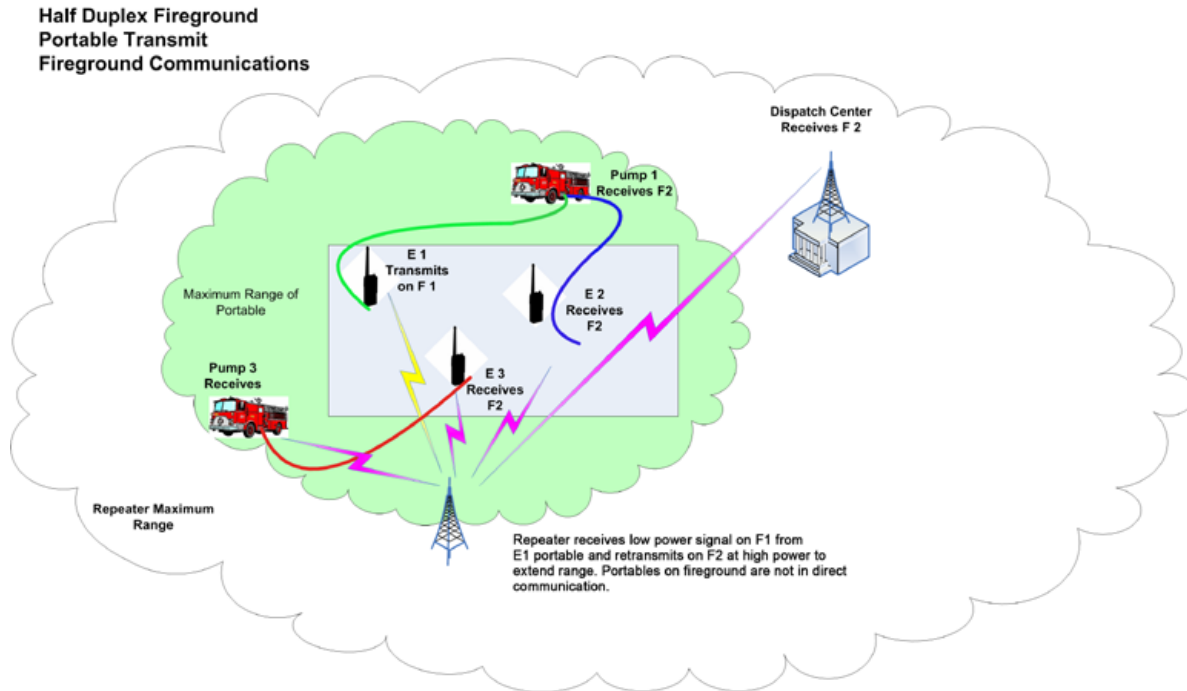 Half Duplex Fireground
Portable Transmit
Fireground Communications
Dispatch Center
Receives F 2
Pump 1
Receives F2
E 1
Transmits
on F 1
E 2
Receives
F2
Maximum Range of
Portable
E 3
Receives
F2
Pump 3
Receives
Repeater Maximum
Range
Repeater receives low power signal on F1 from
E1 portable and retransmits on F2 at high power to
extend range. Portables on fireground are not in direct
communication.